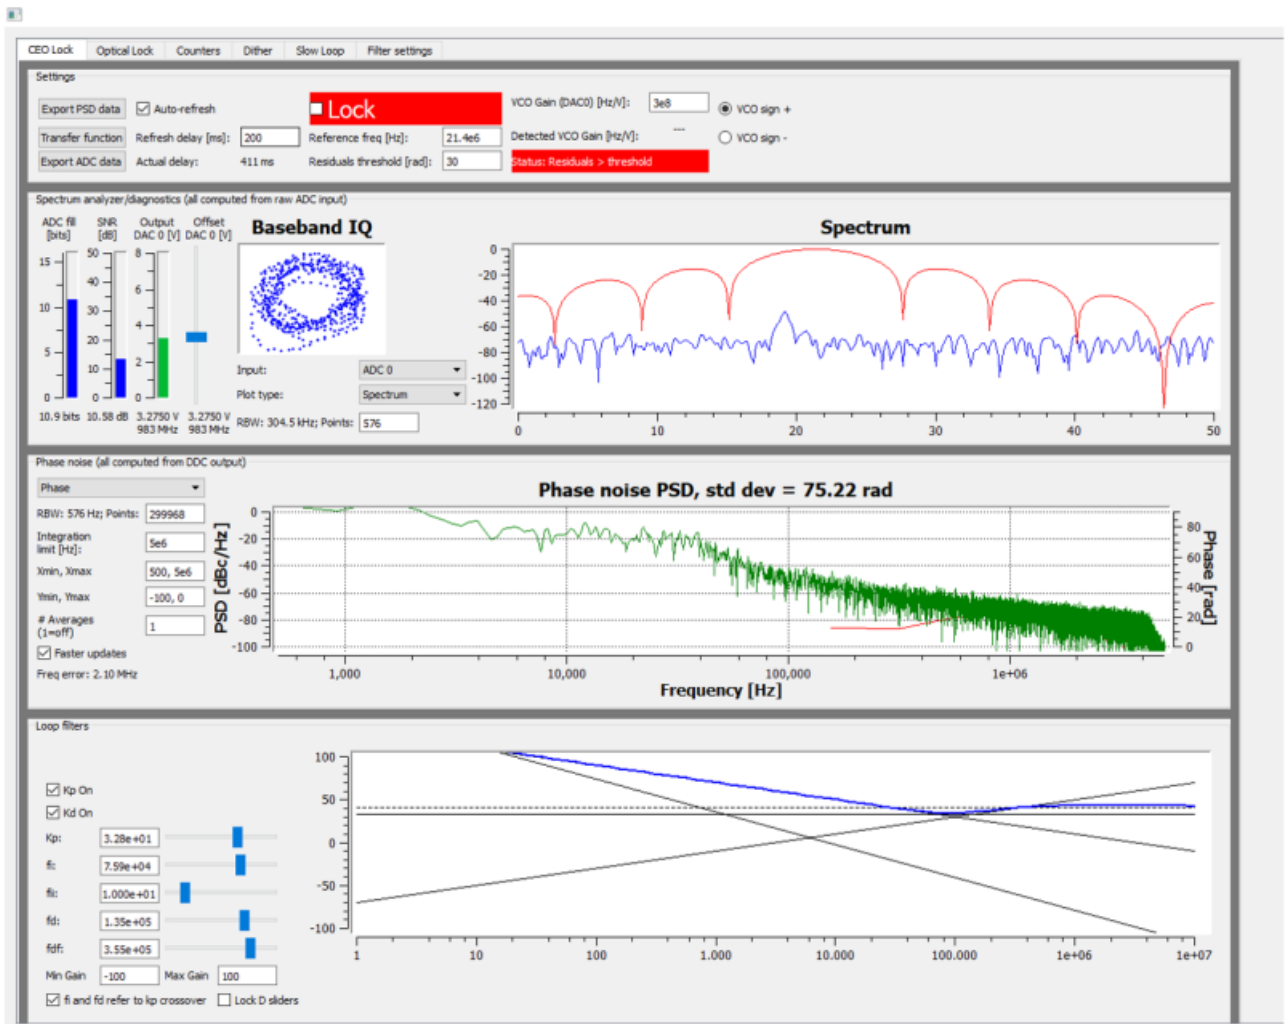 CEO Lock Optical Lock Counters Dither Slow Loop Filter settings
Settings
Export PSD data Auto-refresh Lock VCO Gain (DAC0) [Hz/V]: 3e8 VCO sign +
Transfer function Refresh delay [ms]: 200 Reference freq [Hz]: 21.4e6 Detected VCO Gain [Hz/V]: --- VCO sign -
Export ADC data Actual delay: 411 ms Residuals threshold [rad]: 30 Status: Residuals > threshold
Spectrum analyzer/diagnostics (all computed from raw ADC input)
ADC fill [bits] SNR [dB] Output DAC 0 [V] Offset DAC 0 [V]
Baseband IQ
Spectrum
15
10
5
0
50
40
30
20
10
0
8
6
4
2
0
10.9 bits 10.58 dB 3.2750 V 3.2750 V
983 MHz 983 MHz
Input: ADC 0
Plot type: Spectrum
RBW: 304.5 kHz; Points: 576
0
-20
-40
-60
-80
-100
-120
0 10 20 30 40 50
Phase noise (all computed from DDC output)
Phase
RBW: 576 Hz; Points: 299968
Integration
limit [Hz]: 5e6
Xmin, Xmax 500, 5e6
Ymin, Ymax -100, 0
# Averages
(1=off) 1
Faster updates
Freq error: 2.10 MHz
Phase noise PSD, std dev = 75.22 rad
PSD [dBc/Hz]
0
-20
-40
-60
-80
-100
80
60
40
20
0
Phase [rad]
1,000 10,000 100,000 1e+06
Frequency [Hz]
Loop filters
Kp On
Kd On
Kp: 3.28e+01
fi: 7.59e+04
fii: 1.000e+01
fd: 1.35e+05
fdf: 3.55e+05
Min Gain -100 Max Gain 100
fi and fd refer to kp crossover Lock D sliders
100
50
0
-50
-100
1 10 100 1.000 10.000 100.000 1e+06 1e+07